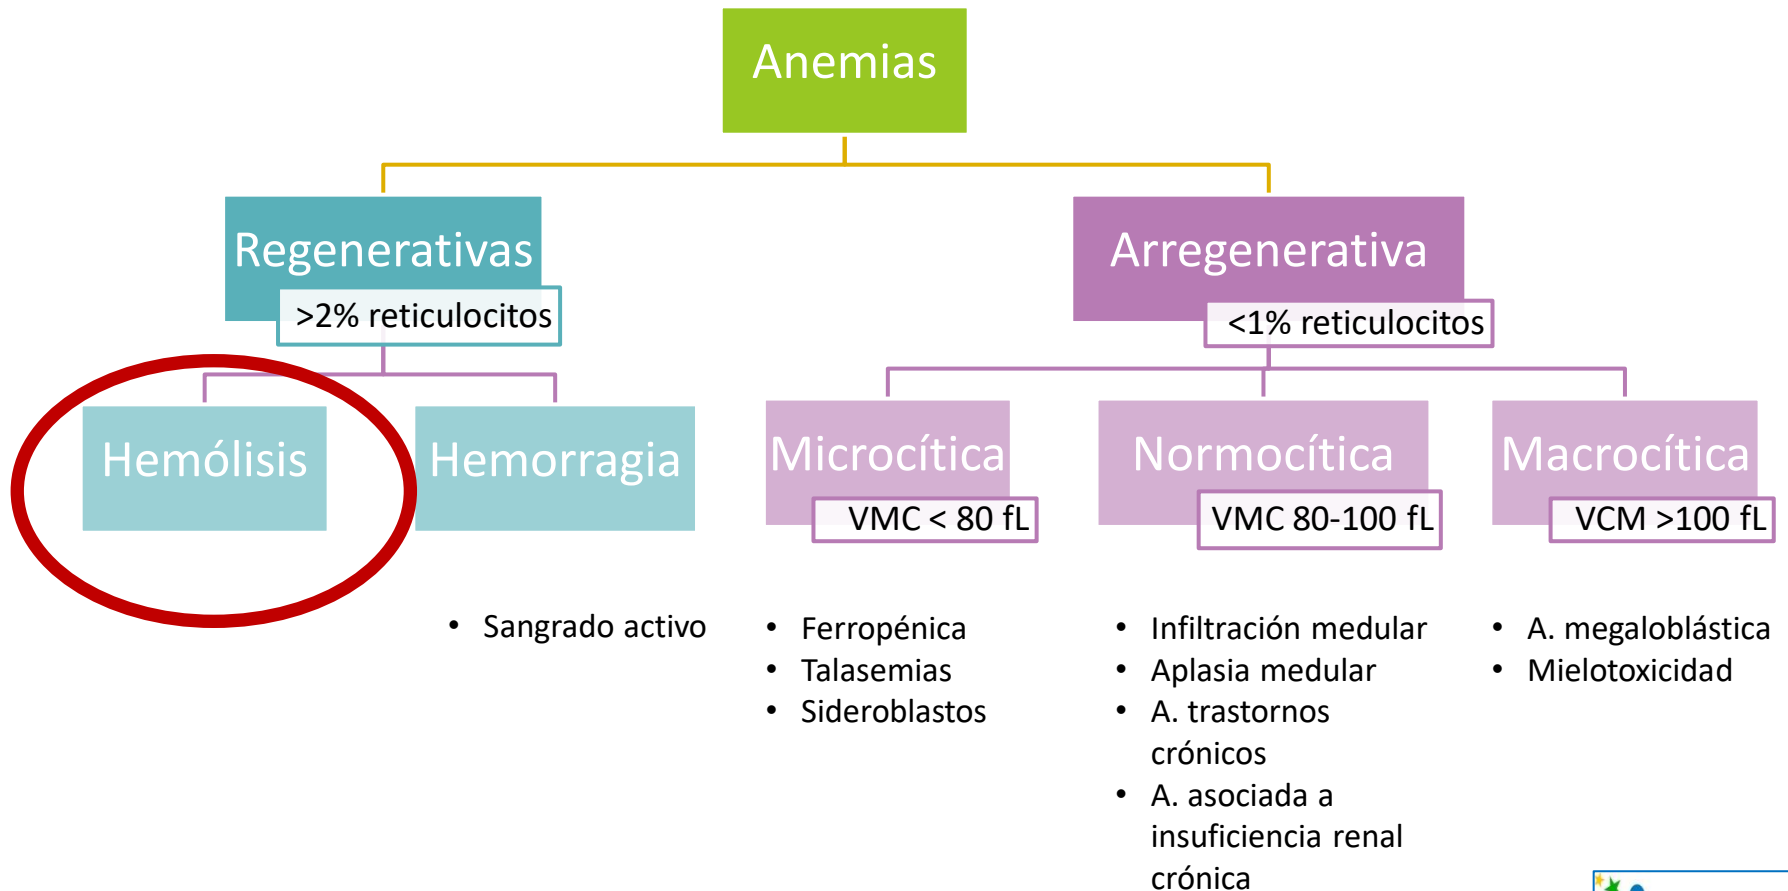 Anemias
Regenerativas
>2% reticulocitos
Arregenerativa
<1% reticulocitos
Hemólisis
Hemorragia
Microcítica
VMC < 80 fL
Normocítica
VMC 80-100 fL
Macrocítica
VCM >100 fL
• Sangrado activo
• Ferropénica
• Talasemias
• Sideroblastos
• Infiltración medular
• Aplasia medular
• A. trastornos
crónicos
• A. asociada a
insuficiencia renal
crónica
• A. megaloblástica
• Mielotoxicidad